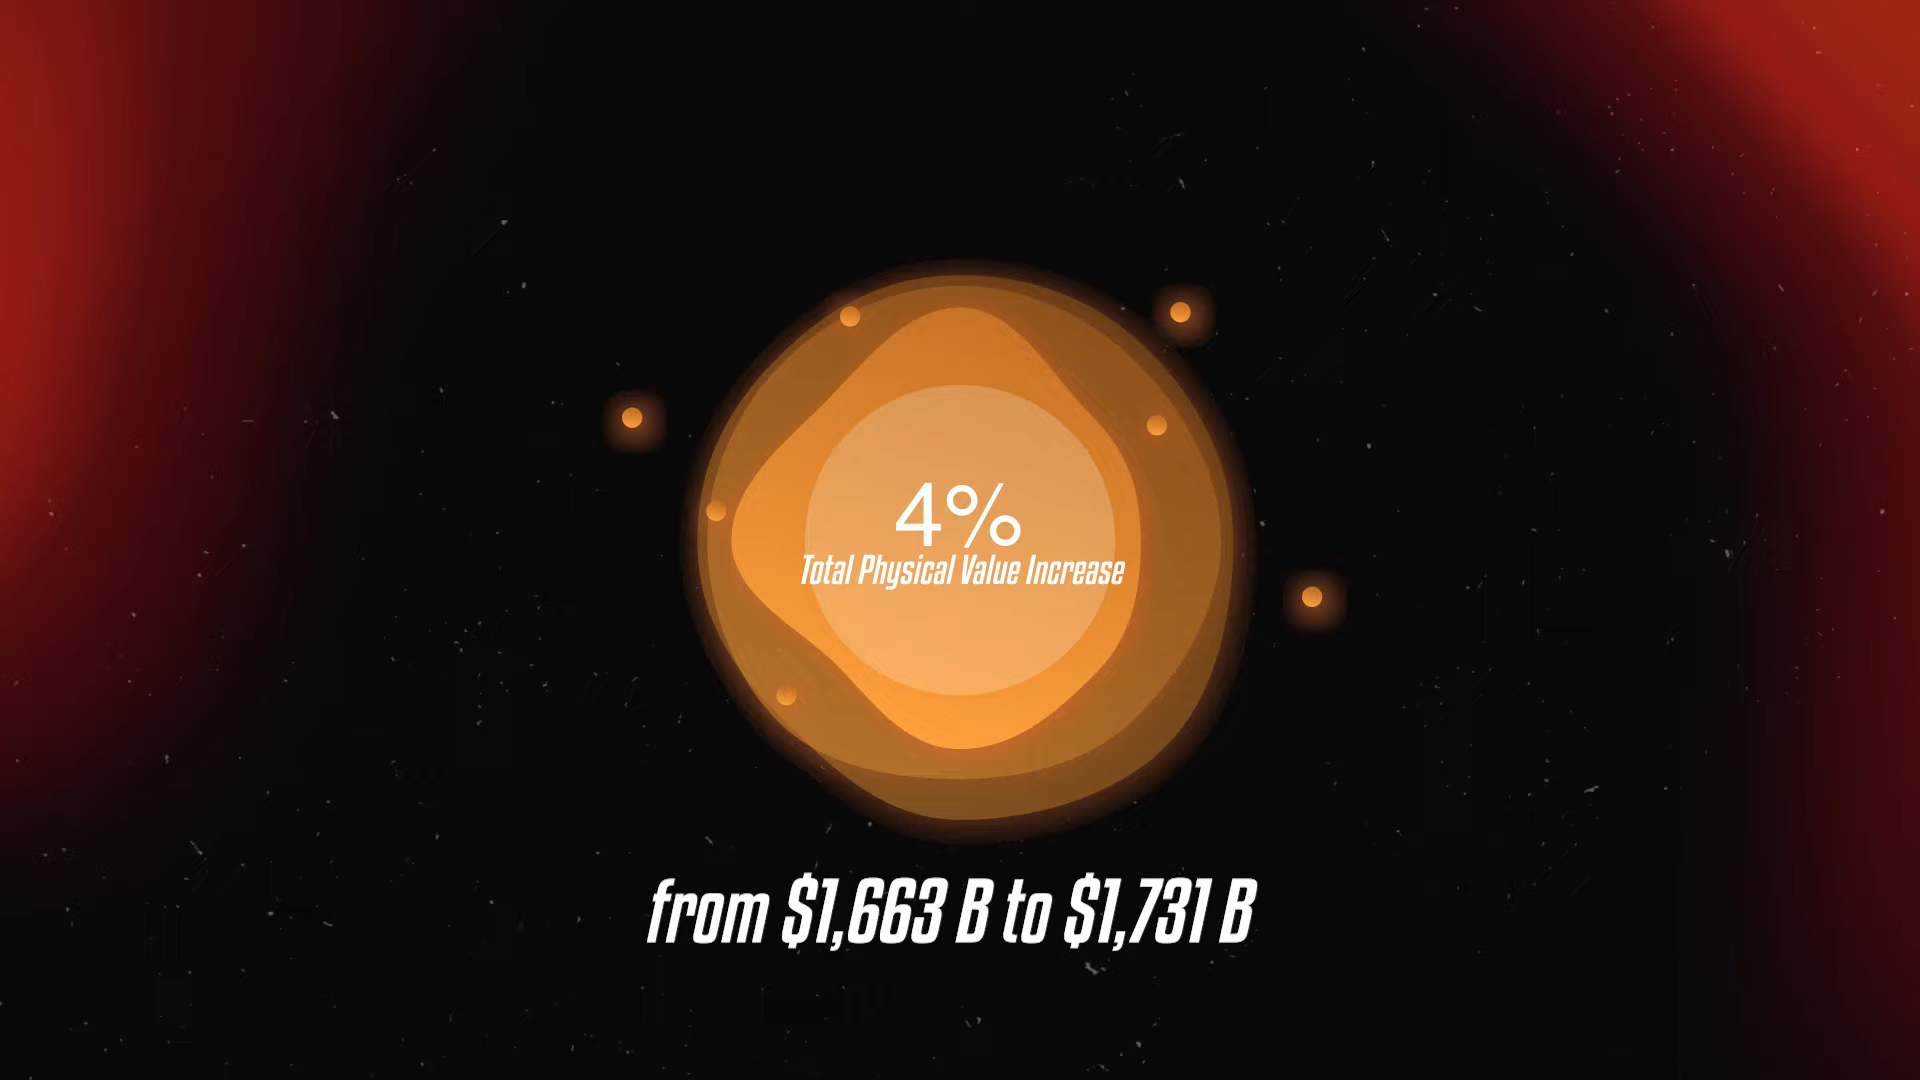 4%
Total Physical Value Increase
from $1,663 B to $1,731 B